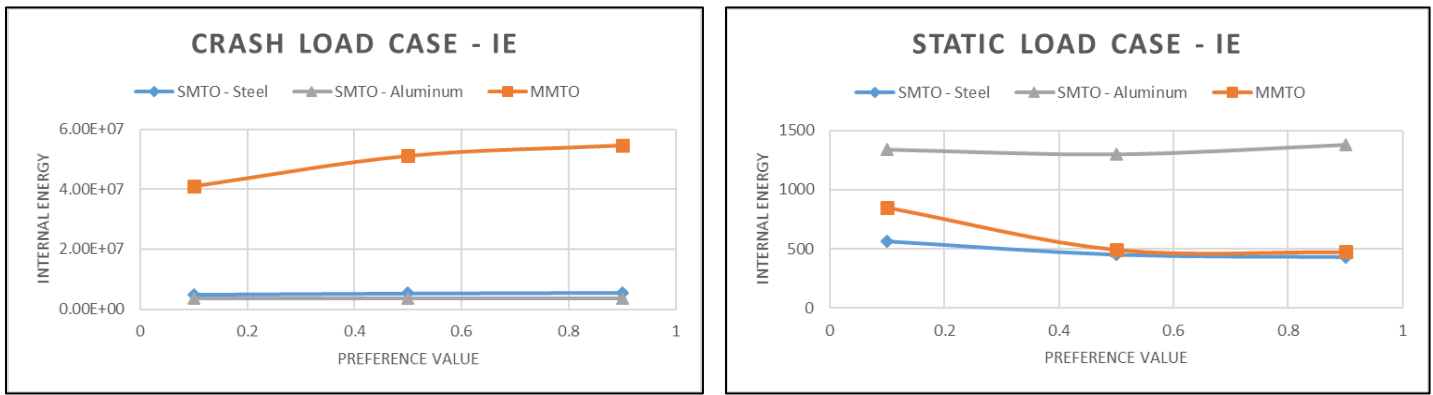 CRASH LOAD CASE - IE
SMTO - Steel SMTO - Aluminum MMTO
6.00E+07
4.00E+07
2.00E+07
0.00E+00
INTERNAL ENERGY
0 0.2 0.4 0.6 0.8 1
PREFERENCE VALUE
STATIC LOAD CASE - IE
SMTO - Steel SMTO - Aluminum MMTO
1500
1000
500
0
INTERNAL ENERGY
0 0.2 0.4 0.6 0.8 1
PREFERENCE VALUE